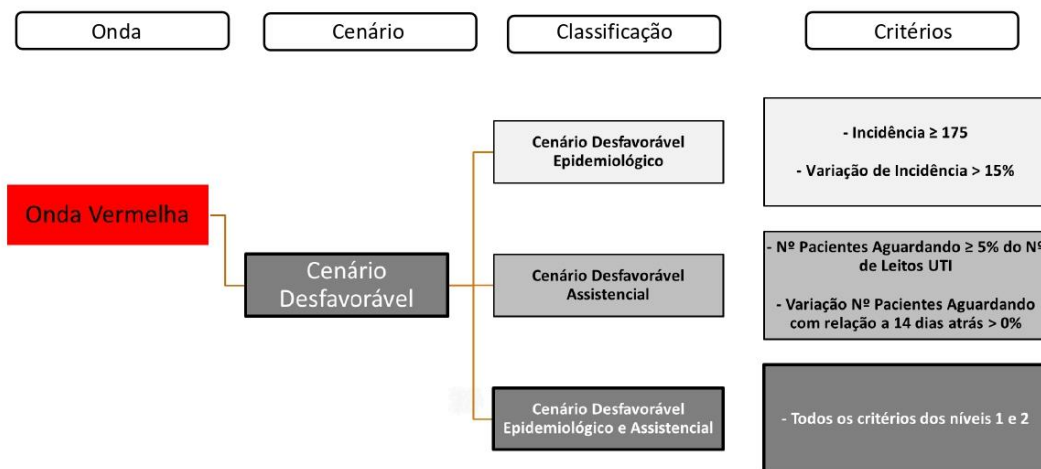 Onda
Cenário
Classificação
Critérios
Onda Vermelha
Cenário
Desfavorável
Cenário Desfavorável
Epidemiológico
- Incidência ≥ 175
- Variação de Incidência > 15%
Cenário Desfavorável
Assistencial
- Nº Pacientes Aguardando ≥ 5% do Nº
de Leitos UTI
- Variação Nº Pacientes Aguardando
com relação a 14 dias atrás > 0%
Cenário Desfavorável
Epidemiológico e Assistencial
- Todos os critérios dos níveis 1 e 2